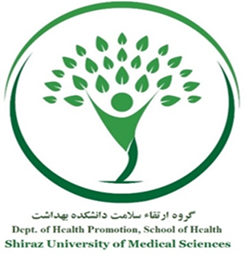 گروه ارتقاء سلامت دانشکده بهداشت
Dept. of Health Promotion, School of Health
Shiraz University of Medical Sciences